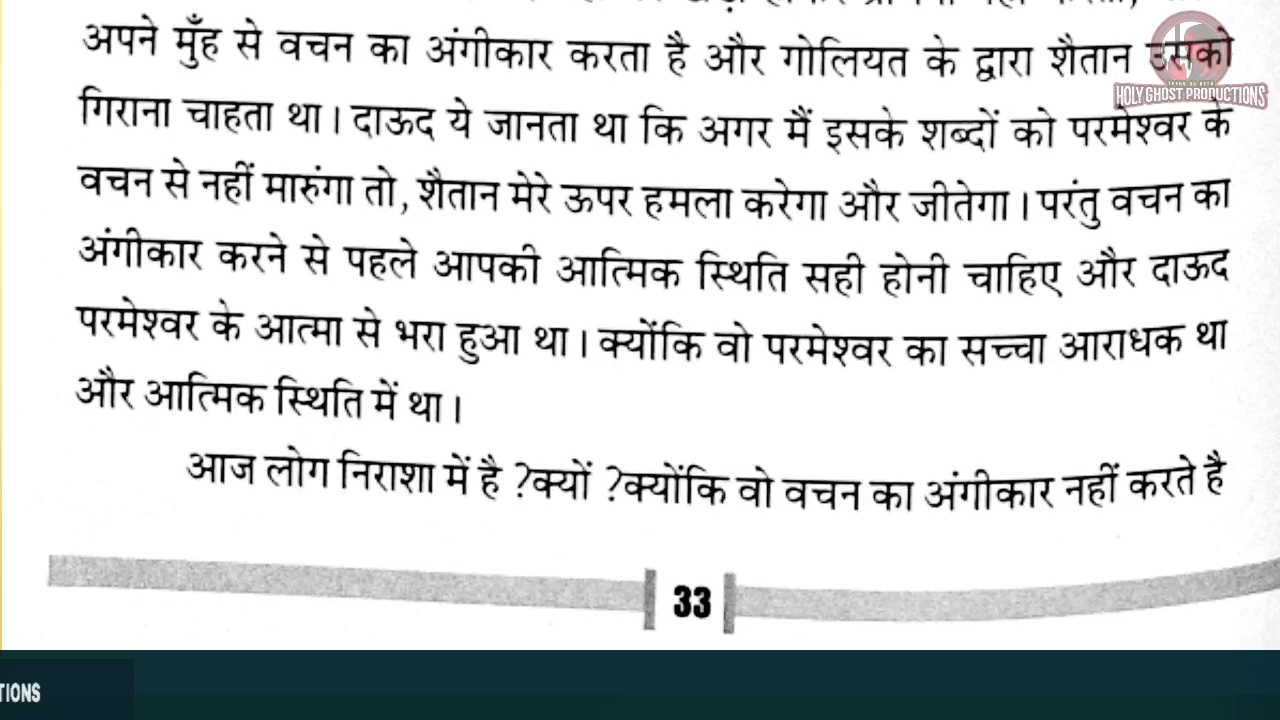 अपने मुँह से वचन का अंगीकार करता है और गोलियत के द्वारा शैतान उसको
गिराना चाहता था। दाऊद ये जानता था कि अगर मैं इसके शब्दों को परमेश्वर के
वचन से नहीं मारुंगा तो, शैतान मेरे ऊपर हमला करेगा और जीतेगा। परंतु वचन का
अंगीकार करने से पहले आपकी आत्मिक स्थिति सही होनी चाहिए और दाऊद
परमेश्वर के आत्मा से भरा हुआ था। क्योंकि वो परमेश्वर का सच्चा आराधक था
और आत्मिक स्थिति में था।
आज लोग निराशा में है ?क्यों ?क्योंकि वो वचन का अंगीकार नहीं करते है
33
HOLY GHOST PRODUCTIONS
TIONS